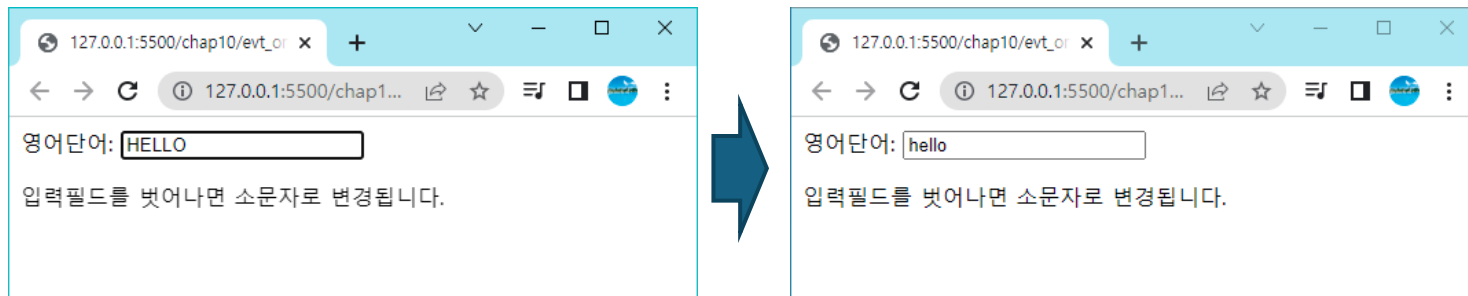 127.0.0.1:5500/chap10/evt_or
127.0.0.1:5500/chap1...
영어단어: HELLO
입력필드를 벗어나면 소문자로 변경됩니다.
127.0.0.1:5500/chap10/evt_or
127.0.0.1:5500/chap1...
영어단어: hello
입력필드를 벗어나면 소문자로 변경됩니다.